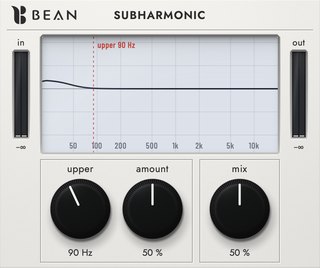 BEAN SUBHARMONIC
in
out
upper 90 Hz
50 100 200 500 1k 2k 5k 10k
-∞
-∞
upper amount mix
90 Hz 50 % 50 %